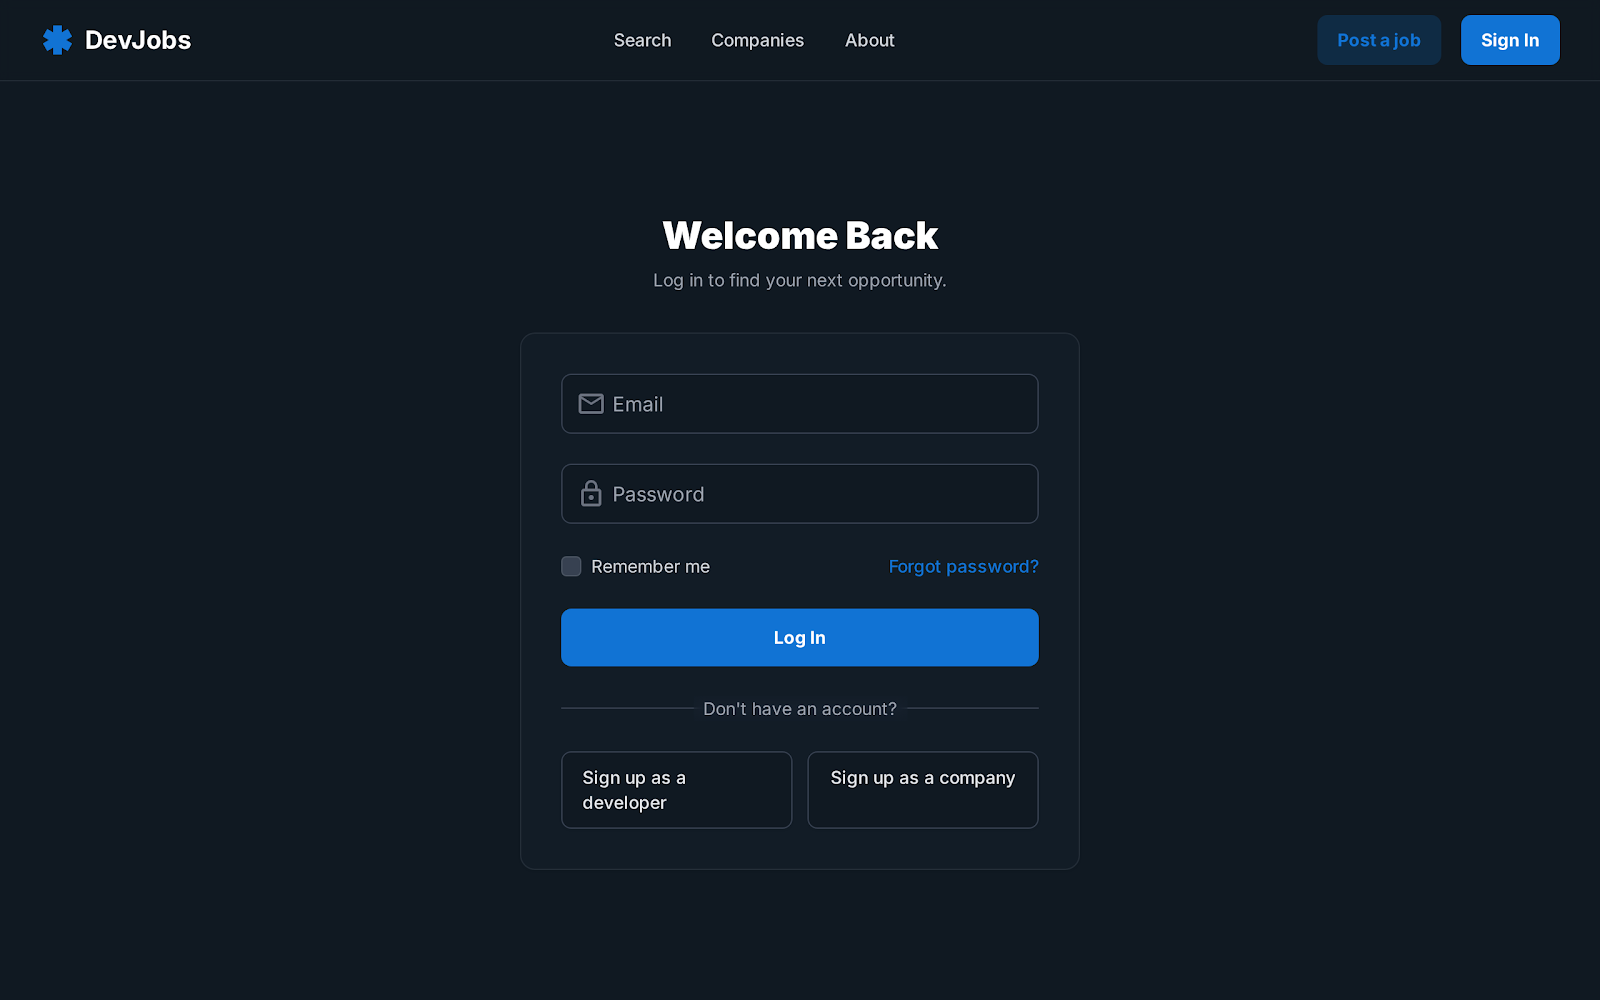 DevJobs
Search
Companies
About
Post a job
Sign In
Welcome Back
Log in to find your next opportunity.
Email
Password
Remember me
Forgot password?
Log In
Don't have an account?
Sign up as a
developer
Sign up as a company